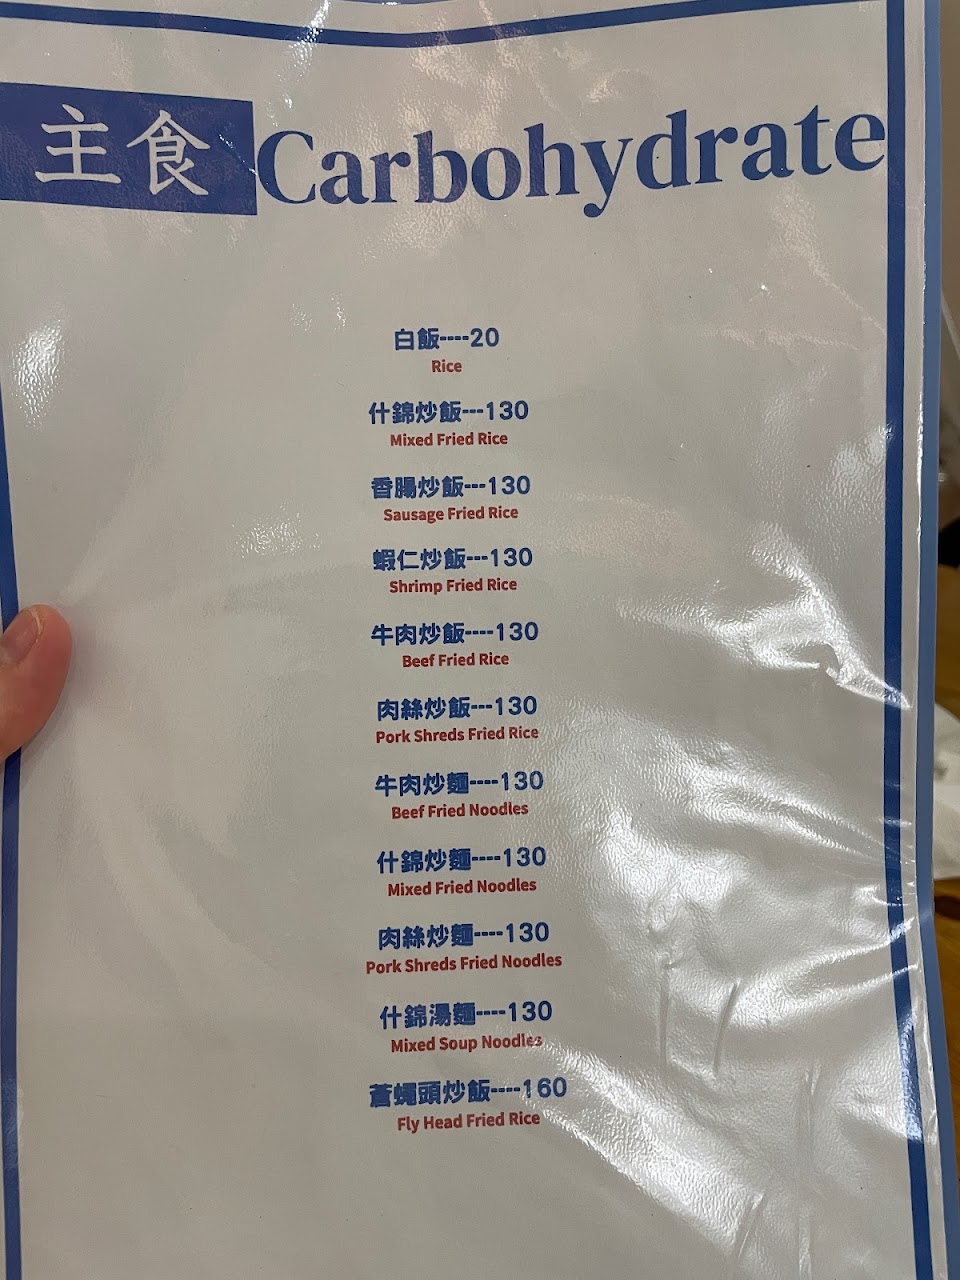 主食 Carbohydrate
白飯----20
Rice
什錦炒飯---130
Mixed Fried Rice
香腸炒飯---130
Sausage Fried Rice
蝦仁炒飯---130
Shrimp Fried Rice
牛肉炒飯----130
Beef Fried Rice
肉絲炒飯---130
Pork Shreds Fried Rice
牛肉炒麵----130
Beef Fried Noodles
什錦炒麵----130
Mixed Fried Noodles
肉絲炒麵----130
Pork Shreds Fried Noodles
什錦湯麵----130
Mixed Soup Noodles
蒼蠅頭炒飯----160
Fly Head Fried Rice